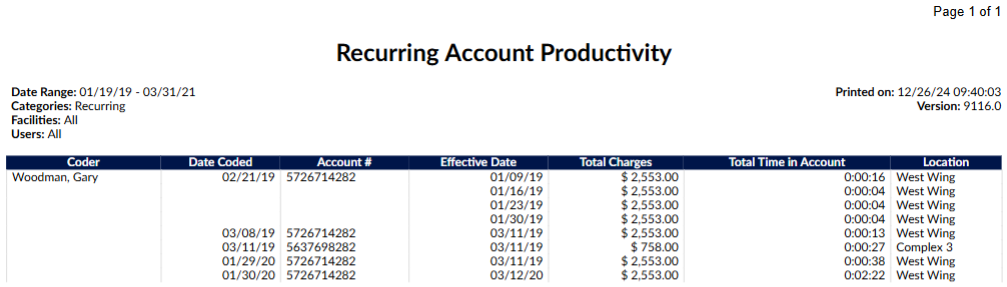 Page 1 of 1
Recurring Account Productivity
Date Range: 01/19/19 - 03/31/21
Categories: Recurring
Facilities: All
Users: All
Printed on: 12/26/24 09:40:03
Version: 9116.0
Coder Date Coded Account # Effective Date Total Charges Total Time in Account Location
Woodman, Gary 02/21/19 5726714282 01/09/19 $ 2,553.00 0:00:16 West Wing
01/16/19 $ 2,553.00 0:00:04 West Wing
01/23/19 $ 2,553.00 0:00:04 West Wing
01/30/19 $ 2,553.00 0:00:04 West Wing
03/08/19 5726714282 03/11/19 $ 2,553.00 0:00:13 West Wing
03/11/19 5637698282 03/11/19 $ 758.00 0:00:27 Complex 3
01/29/20 5726714282 03/11/19 $ 2,553.00 0:00:38 West Wing
01/30/20 5726714282 03/12/20 $ 2,553.00 0:02:22 West Wing